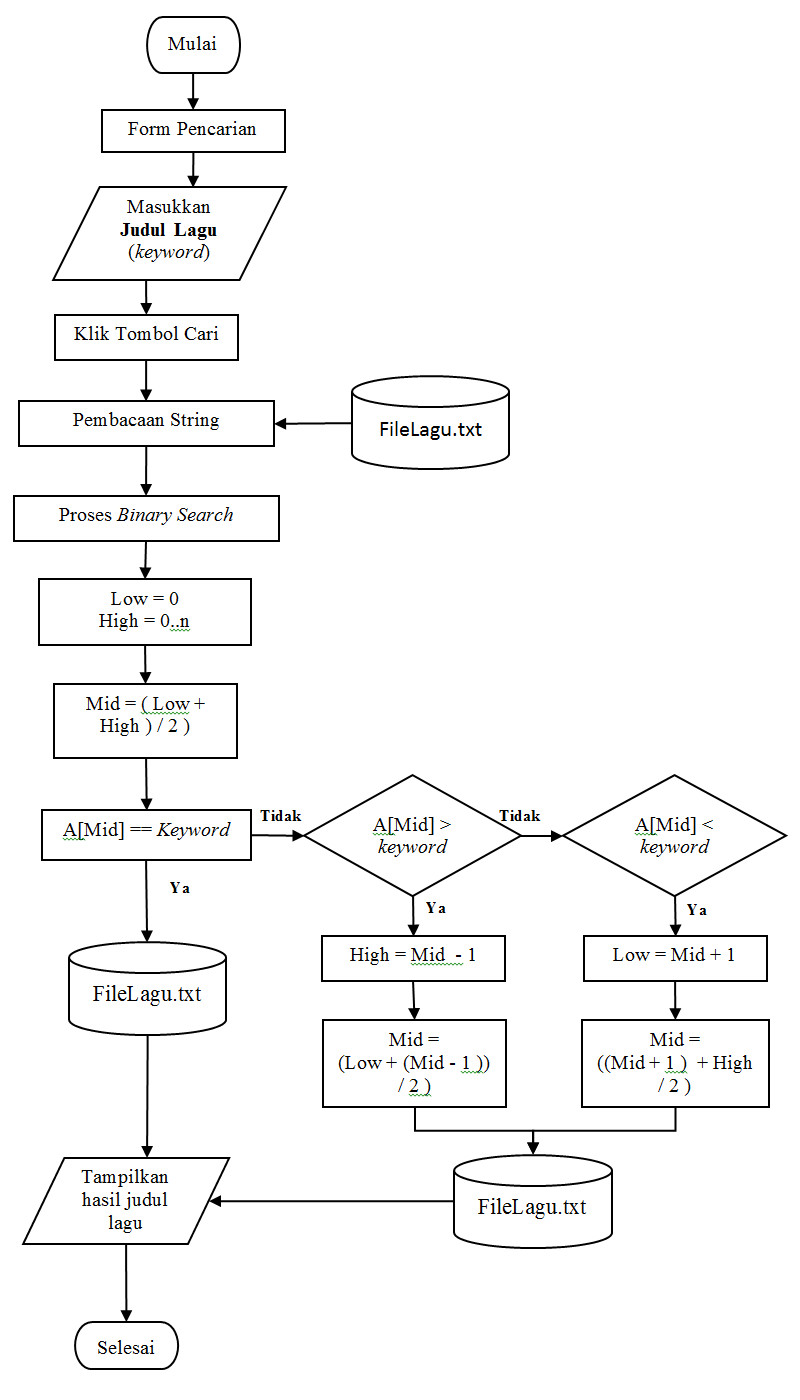 Mulai
Form Pencarian
Masukkan
Judul Lagu
(keyword)
Klik Tombol Cari
Pembacaan String
FileLagu.txt
Proses Binary Search
Low = 0
High = 0..n
Mid = ( Low +
High ) / 2 )
A[Mid] == Keyword
Tidak
A[Mid] >
keyword
Tidak
A[Mid] <
keyword
Ya
Ya
Ya
High = Mid - 1
Low = Mid + 1
FileLagu.txt
Mid =
(Low + (Mid - 1 ))
/ 2 )
Mid =
((Mid + 1 ) + High
/ 2 )
Tampilkan
hasil judul
lagu
FileLagu.txt
Selesai